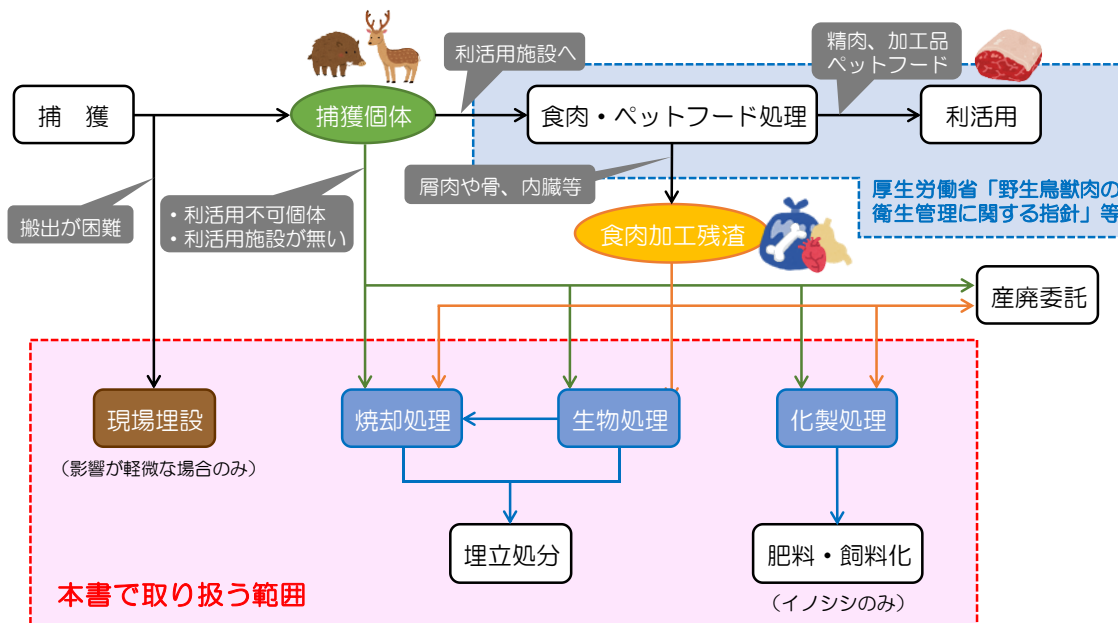 利活用施設へ
精肉、加工品
ペットフード
捕　獲
捕獲個体
食肉・ペットフード処理
利活用
搬出が困難
・利活用不可個体
・利活用施設が無い
屑肉や骨、内臓等
厚生労働省「野生鳥獣肉の
衛生管理に関する指針」等
食肉加工残渣
産廃委託
現場埋設
（影響が軽微な場合のみ）
焼却処理
生物処理
化製処理
埋立処分
肥料・飼料化
（イノシシのみ）
本書で取り扱う範囲